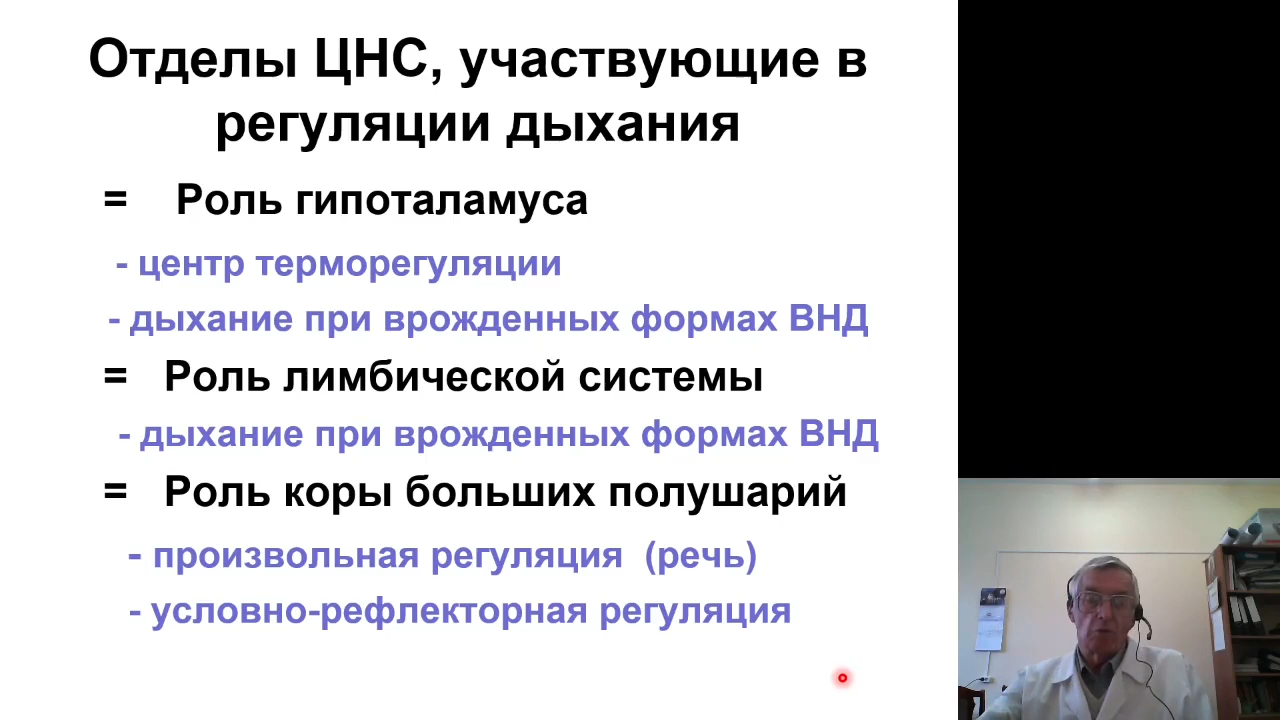 Отделы ЦНС, участвующие в
регуляции дыхания
= Роль гипоталамуса
- центр терморегуляции
- дыхание при врожденных формах ВНД
= Роль лимбической системы
- дыхание при врожденных формах ВНД
= Роль коры больших полушарий
- произвольная регуляция (речь)
- условно-рефлекторная регуляция